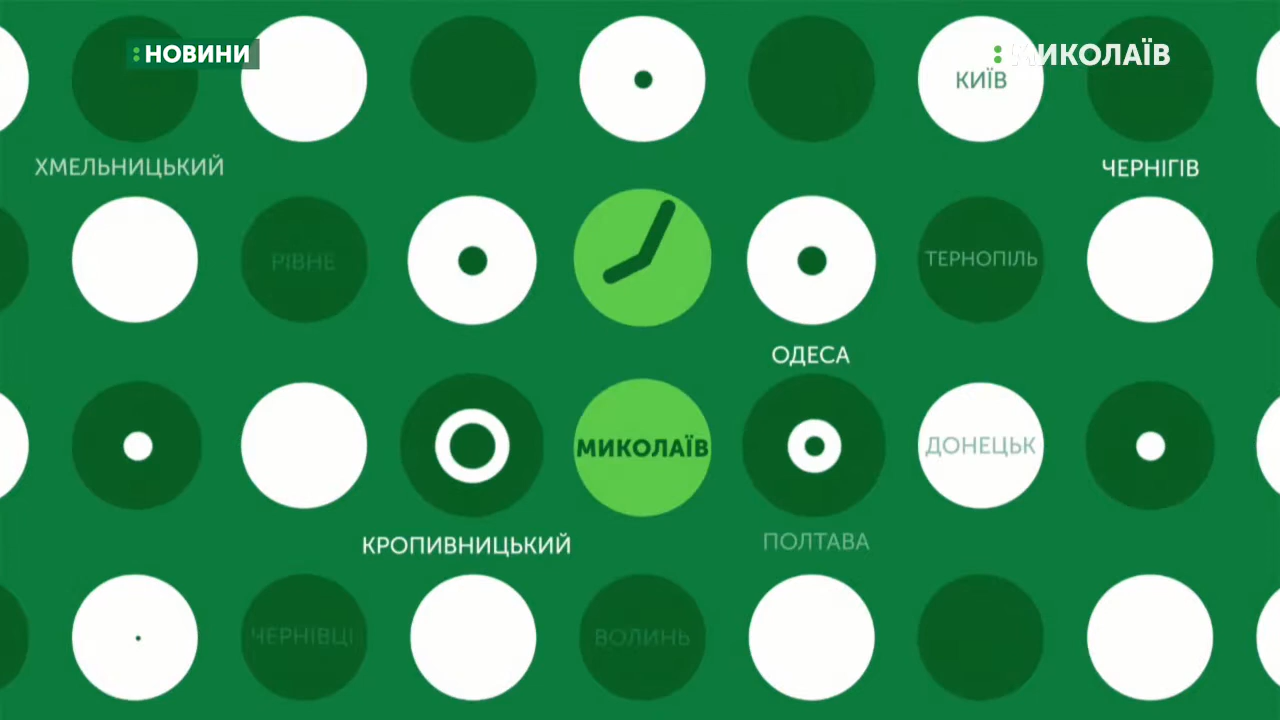 НОВИНИ
МИКОЛАЇВ
КИЇВ
ХМЕЛЬНИЦЬКИЙ
ЧЕРНІГІВ
РІВНЕ
ТЕРНОПІЛЬ
ОДЕСА
МИКОЛАЇВ
ДОНЕЦЬК
КРОПИВНИЦЬКИЙ
ПОЛТАВА
ЧЕРНІВЦІ
ВОЛИНЬ